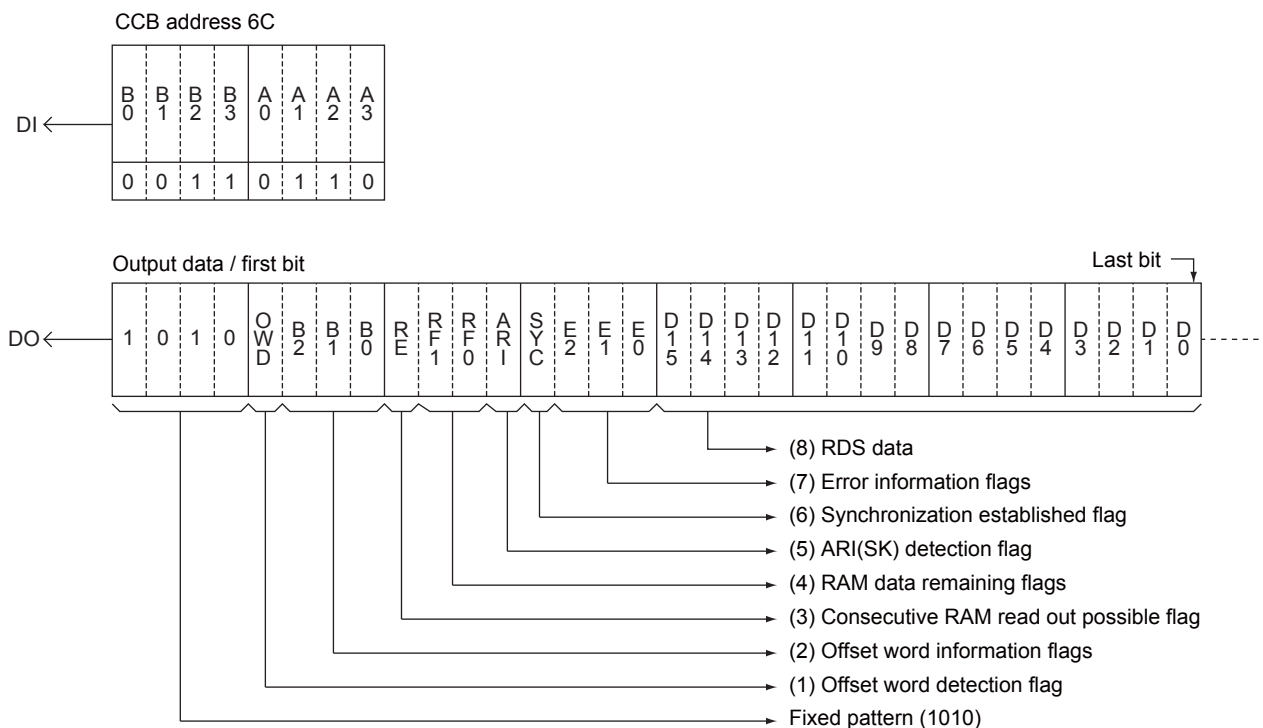 CCB address 6C
B0 B1 B2 B3 A0 A1 A2 A3
DI
0 0 1 1 0 1 1 0
Output data / first bit
Last bit
DO
1 0 1 0 OWD B2 B1 B0 RE RF1 RF0 ARI SYC E2 E1 E0 D15 D14 D13 D12 D11 D10 D9 D8 D7 D6 D5 D4 D3 D2 D1 D0
(8) RDS data
(7) Error information flags
(6) Synchronization established flag
(5) ARI(SK) detection flag
(4) RAM data remaining flags
(3) Consecutive RAM read out possible flag
(2) Offset word information flags
(1) Offset word detection flag
Fixed pattern (1010)